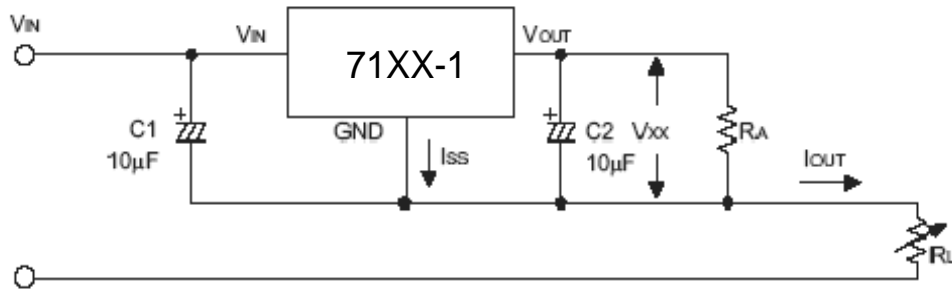 VIN
VIN
71XX-1
VOUT
C1
10µF
GND
ISS
C2
10µF
VXX
RA
IOUT
RL